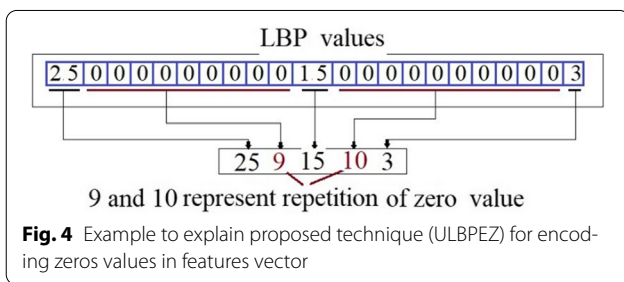 LBP values
2 5 0 0 0 0 0 0 0 0 0 1 5 0 0 0 0 0 0 0 0 0 0 3
25 9 15 10 3
9 and 10 represent repetition of zero value
Fig. 4 Example to explain proposed technique (ULBPEZ) for encod-
ing zeros values in features vector